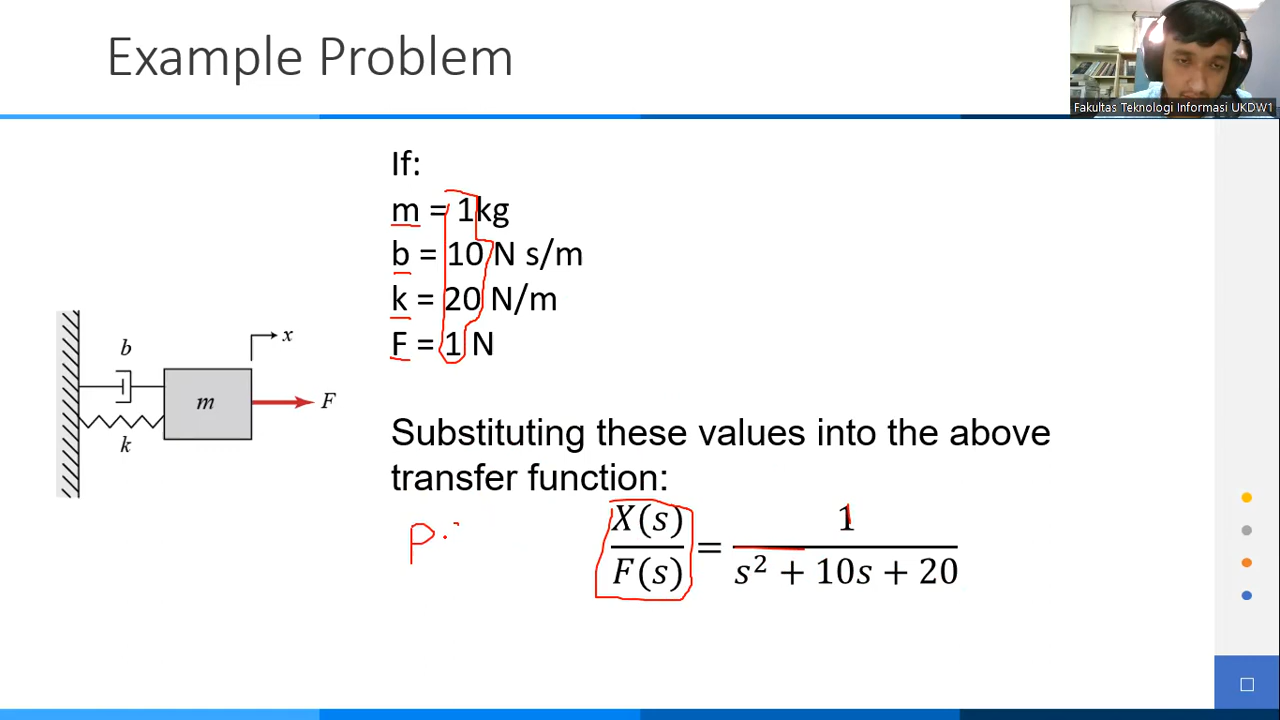 Example Problem
Fakultas Teknologi Informasi UKDW1
If:
m = 1kg
b = 10 N s/m
k = 20 N/m
F = 1 N
b
x
m
F
k
Substituting these values into the above
transfer function:
P
X(s)
F(s)
=
1
s² + 10s + 20